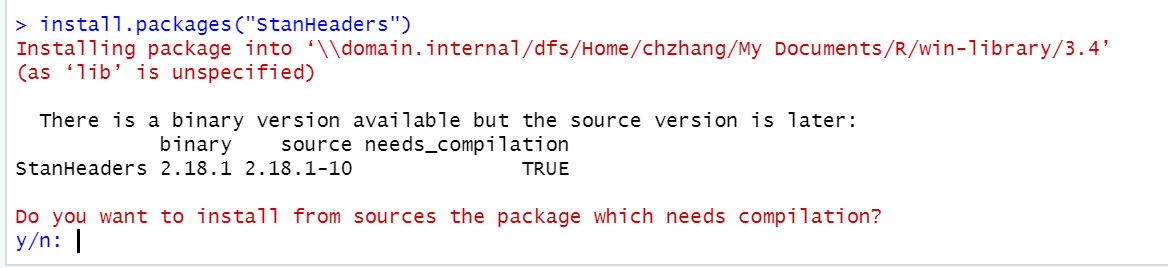 > install.packages("StanHeaders")
Installing package into ‘\\domain.internal/dfs/Home/chzhang/My Documents/R/win-library/3.4’
(as ‘lib’ is unspecified)
There is a binary version available but the source version is later:
binary source needs_compilation
StanHeaders 2.18.1 2.18.1-10 TRUE
Do you want to install from sources the package which needs compilation?
y/n: